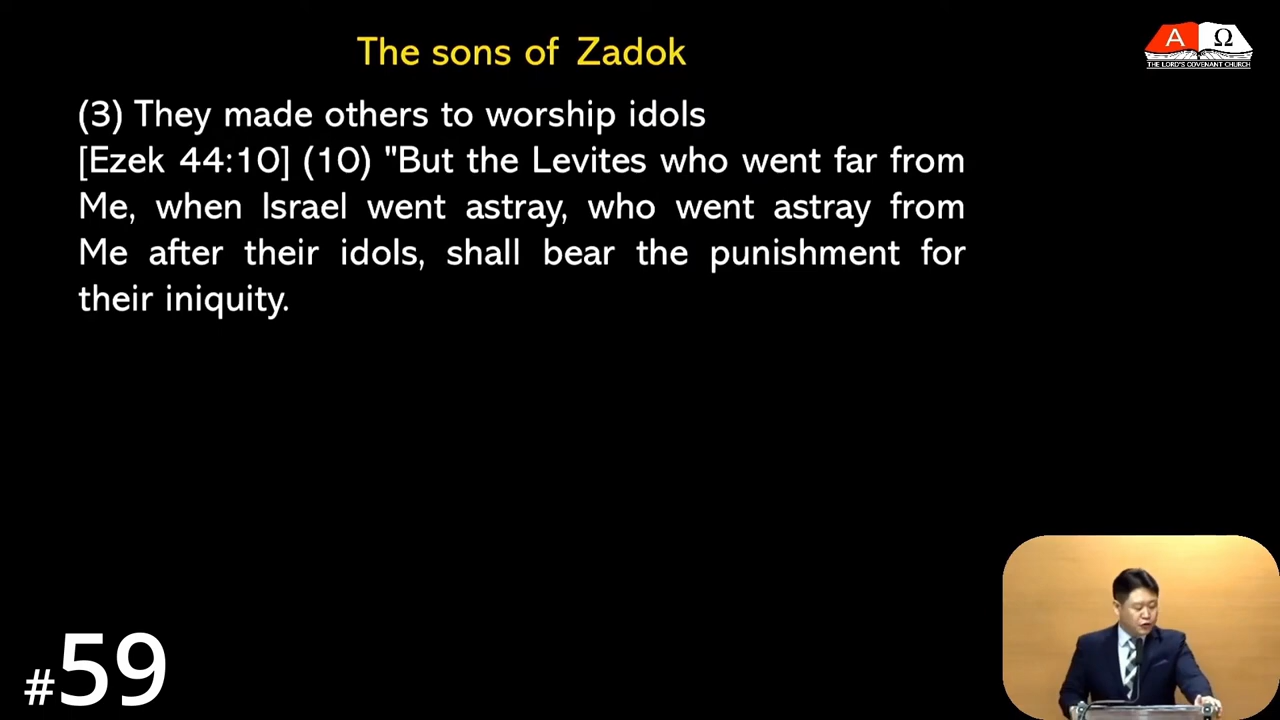 The sons of Zadok
A Ω
THE LORD'S COVENANT CHURCH
(3) They made others to worship idols
[Ezek 44:10] (10) "But the Levites who went far from
Me, when Israel went astray, who went astray from
Me after their idols, shall bear the punishment for
their iniquity.
#59